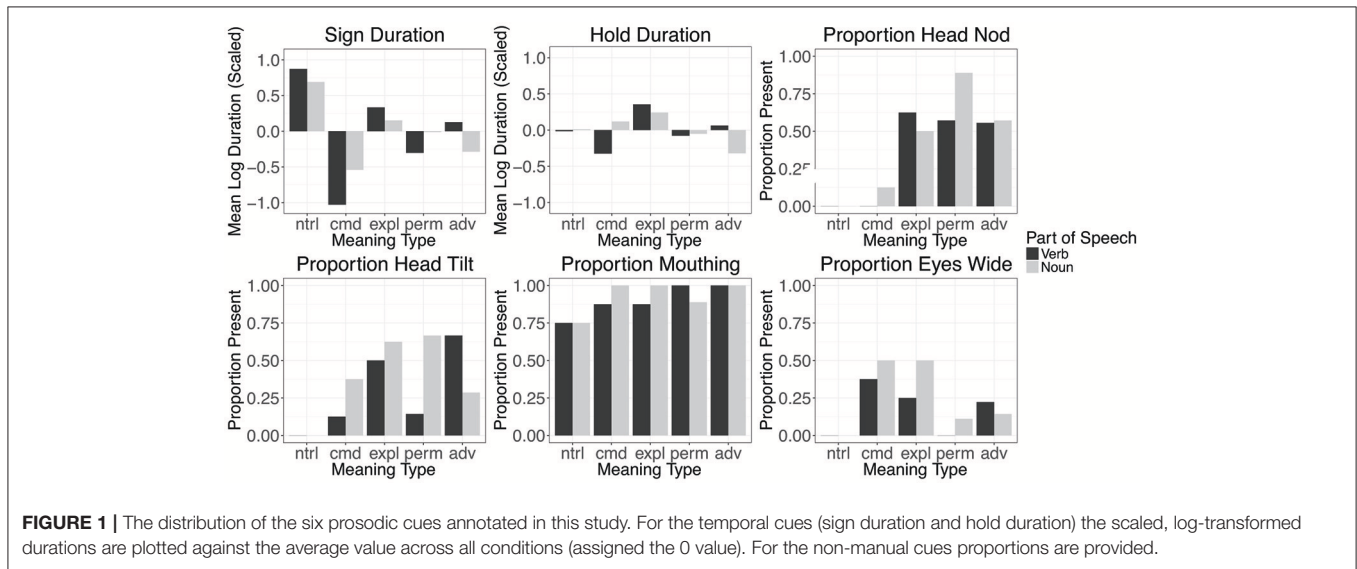 Sign Duration
Mean Log Duration (Scaled)
1.0
0.5
0.0
−0.5
−1.0
ntrl cmd expl perm adv
Meaning Type
Hold Duration
Mean Log Duration (Scaled)
1.0
0.5
0.0
−0.5
−1.0
ntrl cmd expl perm adv
Meaning Type
Proportion Head Nod
Proportion Present
1.00
0.75
0.50
0.00
ntrl cmd expl perm adv
Meaning Type
Part of Speech
Verb
Noun
Proportion Head Tilt
Proportion Present
1.00
0.75
0.50
0.25
0.00
ntrl cmd expl perm adv
Meaning Type
Proportion Mouthing
Proportion Present
1.00
0.75
0.50
0.25
0.00
ntrl cmd expl perm adv
Meaning Type
Proportion Eyes Wide
Proportion Present
1.00
0.75
0.50
0.25
0.00
ntrl cmd expl perm adv
Meaning Type
FIGURE 1 | The distribution of the six prosodic cues annotated in this study. For the temporal cues (sign duration and hold duration) the scaled, log-transformed
durations are plotted against the average value across all conditions (assigned the 0 value). For the non-manual cues proportions are provided.